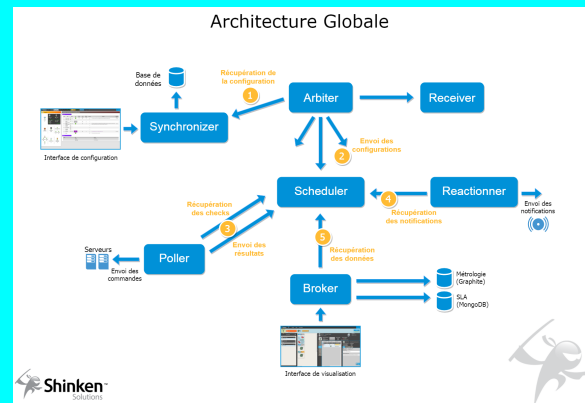 Architecture Globale
Base de
données
Récupération de
la configuration
1
Arbiter
Receiver
Synchronizer
Interface de configuration
2
Envoi des
configurations
Scheduler
Reactionner
4
Récupération
des notifications
Envoi des
notifications
Récupération
des checks
3
Envoi des
résultats
5
Récupération
des données
Serveurs
Envoi des
commandes
Poller
Broker
Métrologie
(Graphite)
SLA
(MongoDB)
Interface de visualisation
Shinken
Solutions